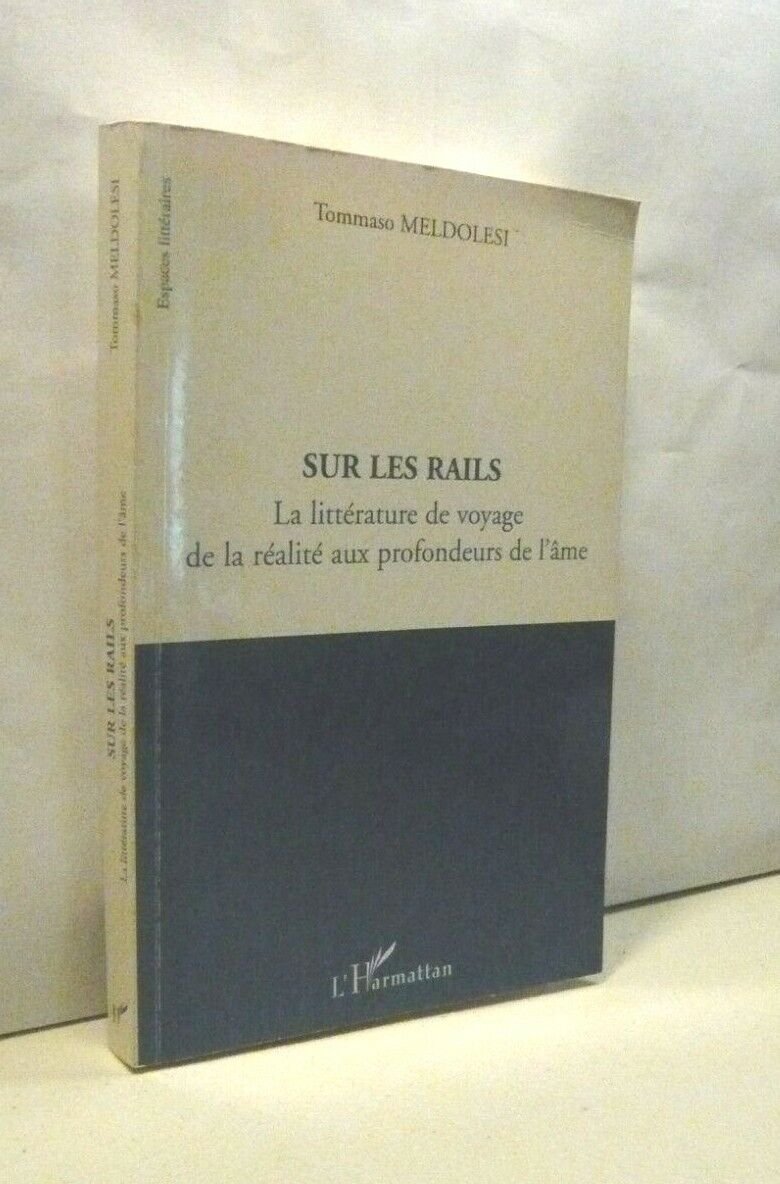 Tommaso MELDOLESI
Espaces littéraires
SUR LES RAILS
La littérature de voyage
de la réalité aux profondeurs de l'âme
L'Harmattan
Tommaso MELDOLESI
SUR LES RAILS
La littérature de voyage de la réalité aux profondeurs de l'âme